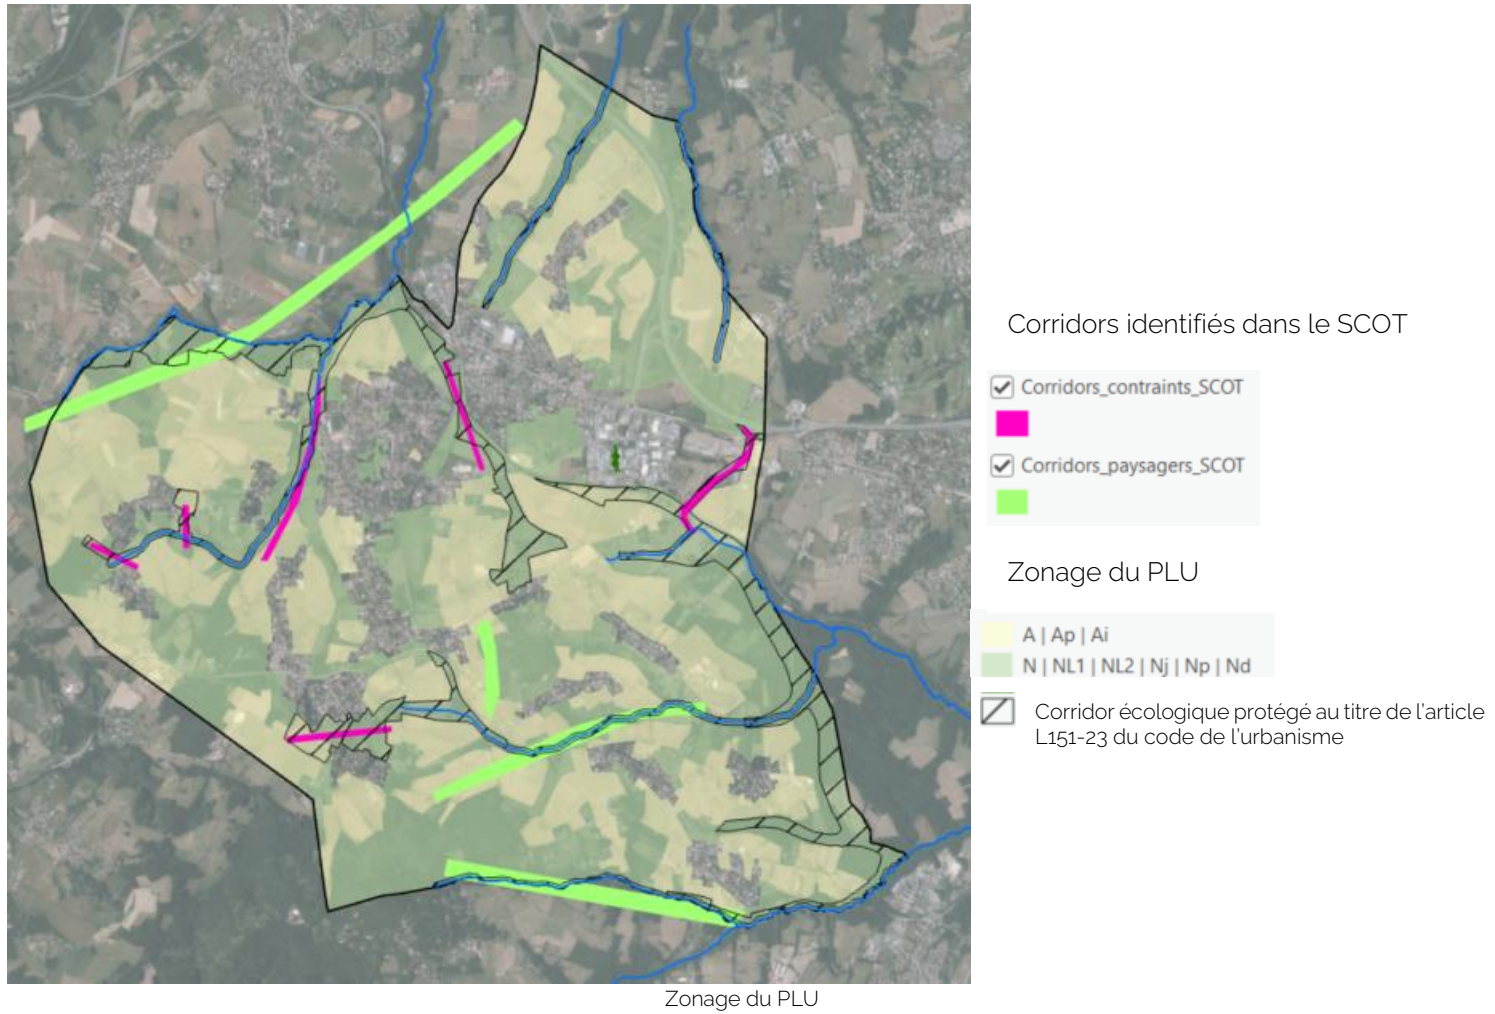 Corridors identifiés dans le SCOT
Corridors_contraints_SCOT
Corridors_paysagers_SCOT
Zonage du PLU
A | Ap | Ai
N | NL1 | NL2 | Nj | Np | Nd
Corridor écologique protégé au titre de l'article
L151-23 du code de l'urbanisme
Zonage du PLU